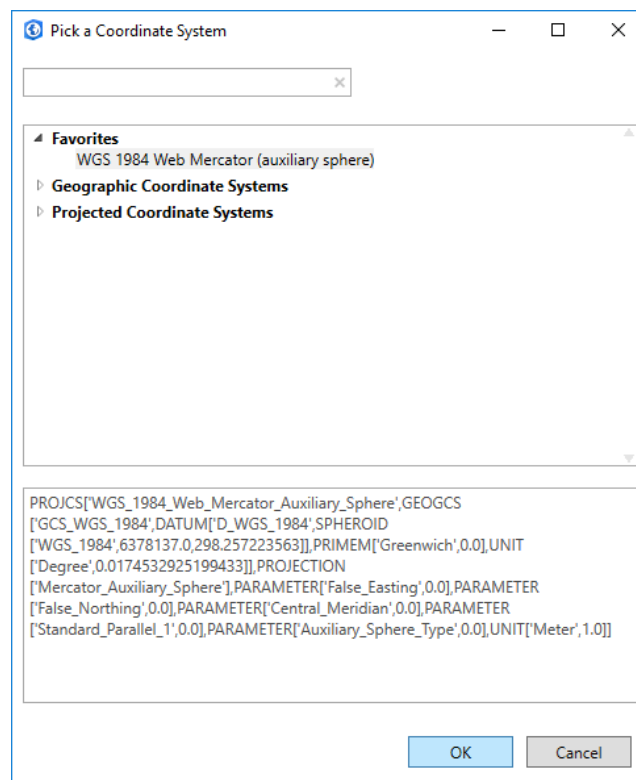 Pick a Coordinate System
Favorites
WGS 1984 Web Mercator (auxiliary sphere)
Geographic Coordinate Systems
Projected Coordinate Systems
PROJCS['WGS_1984_Web_Mercator_Auxiliary_Sphere',GEOGCS
['GCS_WGS_1984',DATUM['D_WGS_1984',SPHEROID
['WGS_1984',6378137.0,298.257223563]],PRIMEM['Greenwich',0.0],UNIT
['Degree',0.0174532925199433]],PROJECTION
['Mercator_Auxiliary_Sphere'],PARAMETER['False_Easting',0.0],PARAMETER
['False_Northing',0.0],PARAMETER['Central_Meridian',0.0],PARAMETER
['Standard_Parallel_1',0.0],PARAMETER['Auxiliary_Sphere_Type',0.0],UNIT['Meter',1.0]]
OK Cancel